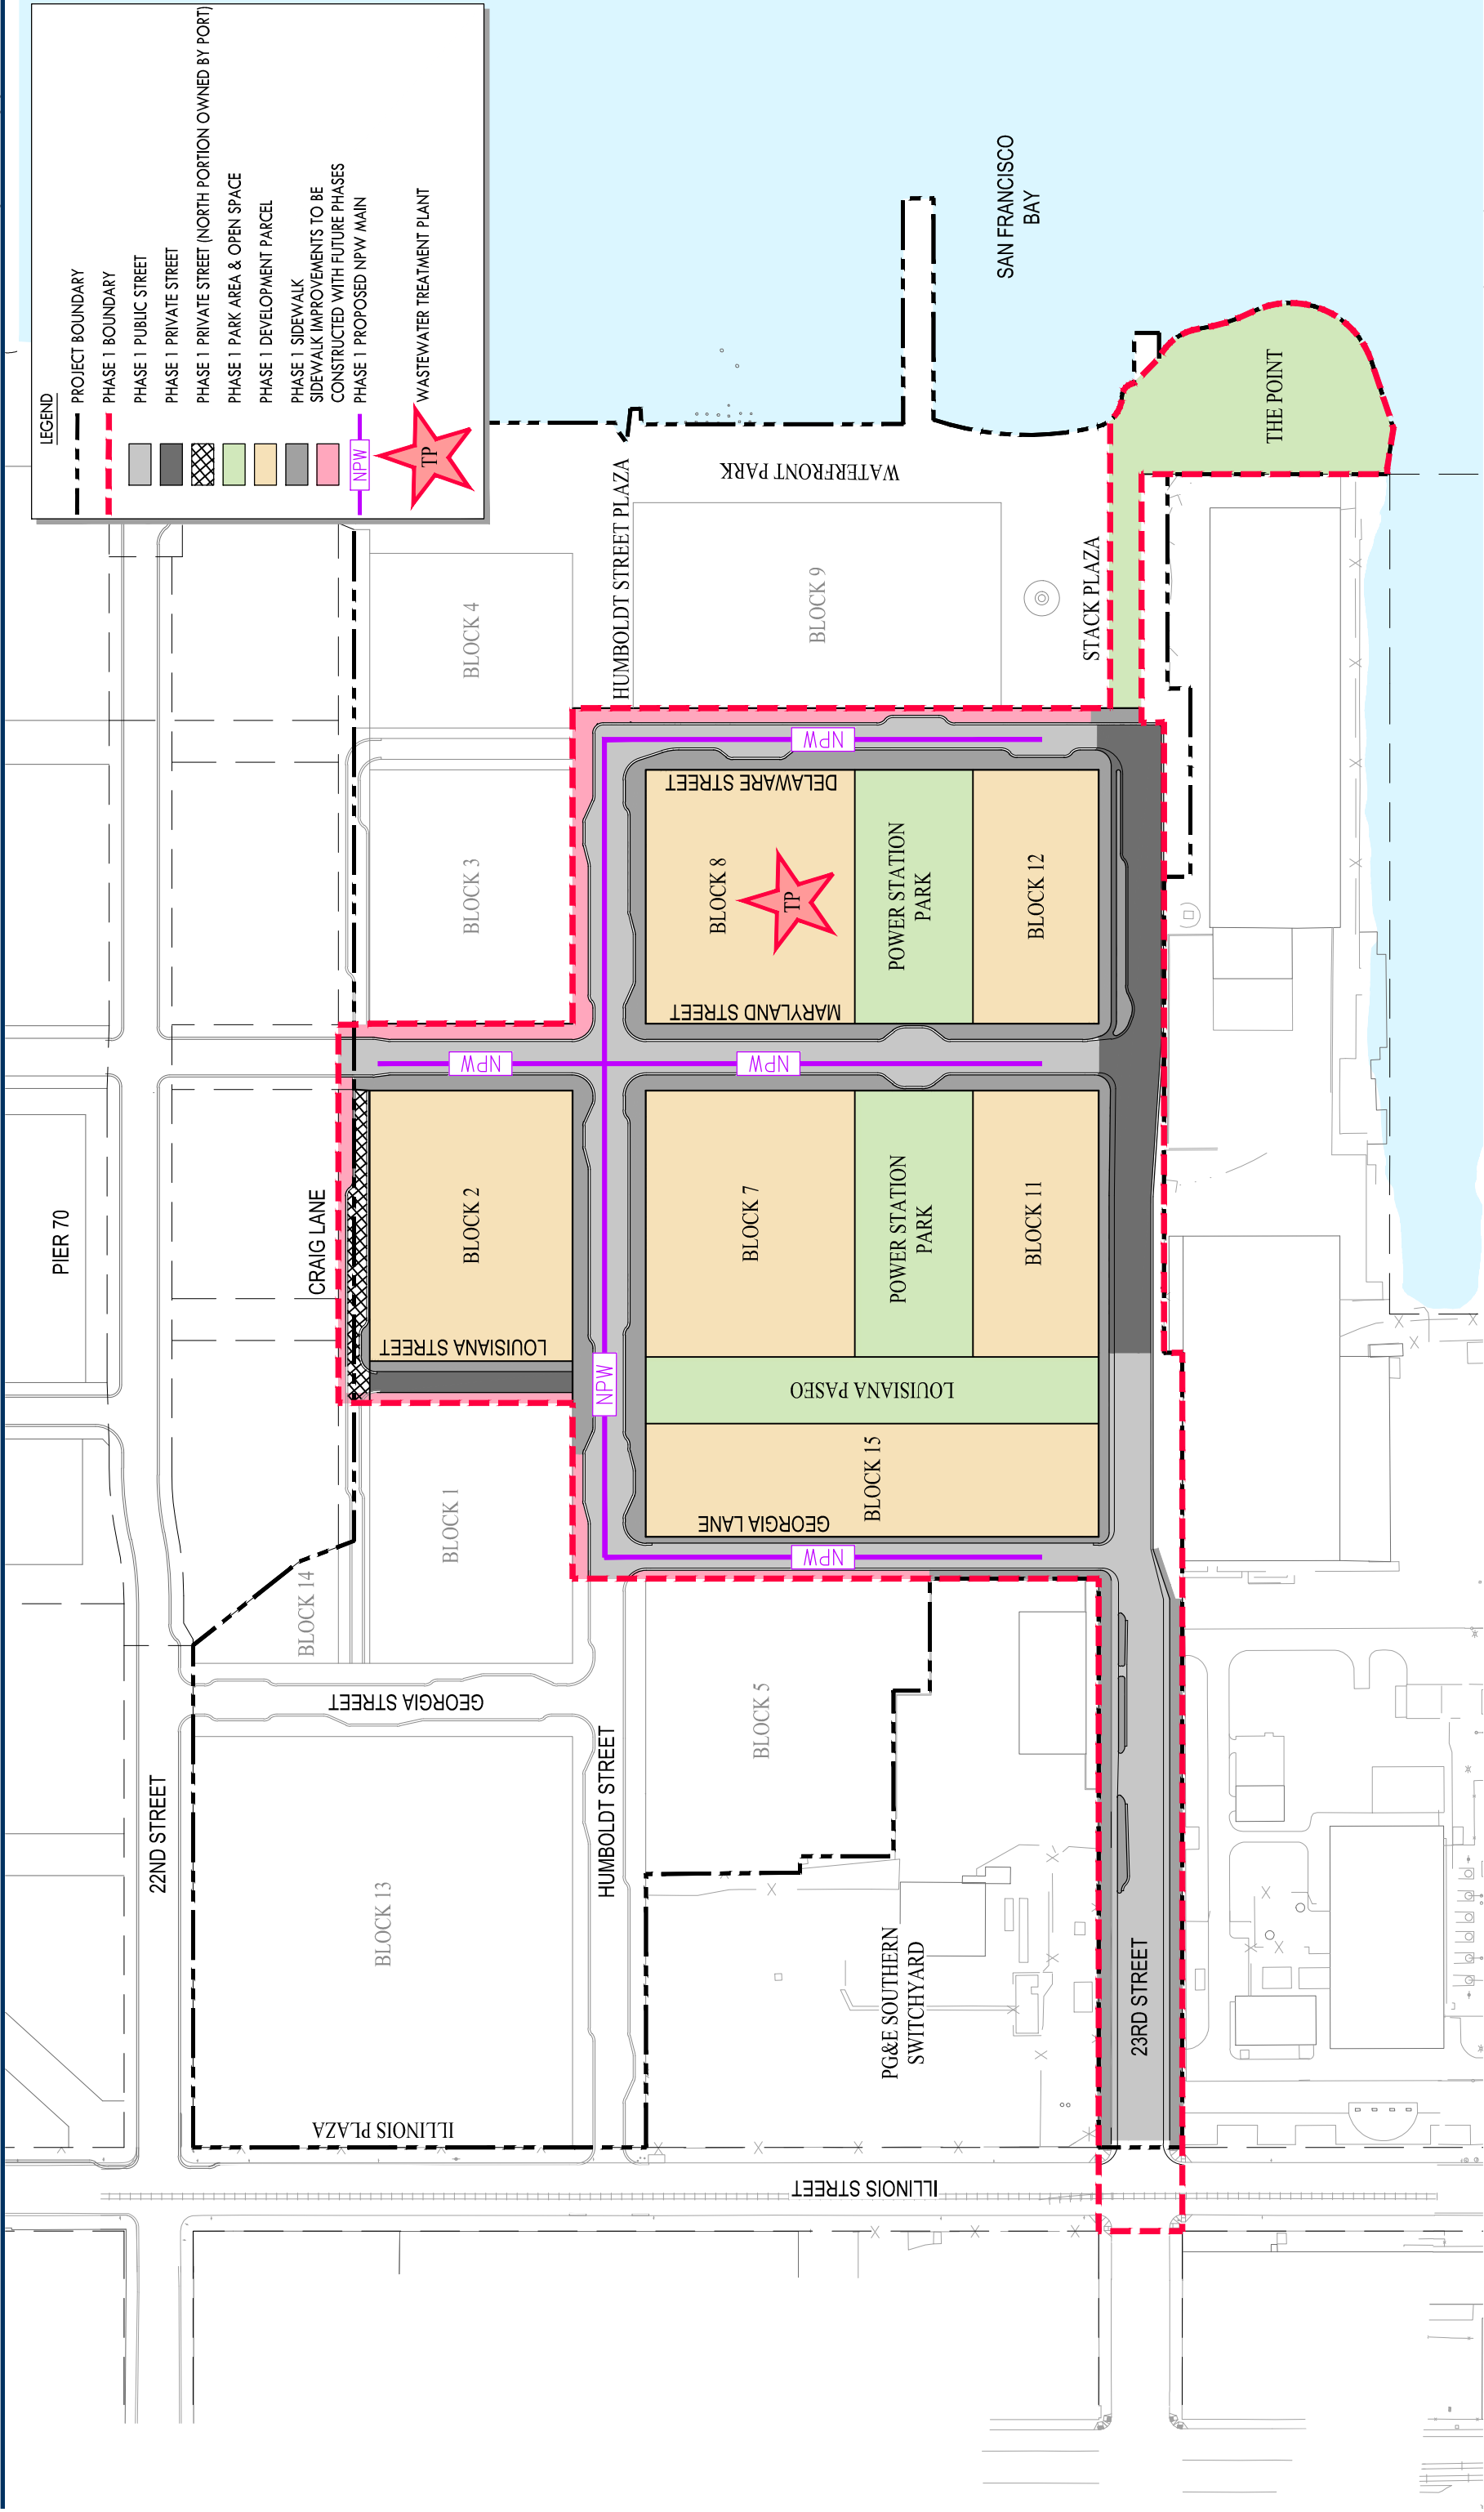 LEGEND
PROJECT BOUNDARY
PHASE 1 BOUNDARY
PHASE 1 PUBLIC STREET
PHASE 1 PRIVATE STREET
PHASE 1 PRIVATE STREET (NORTH PORTION OWNED BY PORT)
PHASE 1 PARK AREA & OPEN SPACE
PHASE 1 DEVELOPMENT PARCEL
PHASE 1 SIDEWALK
SIDEWALK IMPROVEMENTS TO BE
CONSTRUCTED WITH FUTURE PHASES
NPW
PHASE 1 PROPOSED NPW MAIN
TP
WASTEWATER TREATMENT PLANT
PIER 70
22ND STREET
CRAIG LANE
BLOCK 14
BLOCK 1
BLOCK 2
BLOCK 3
BLOCK 4
LOUISIANA STREET
GEORGIA STREET
BLOCK 13
ILLINOIS PLAZA
HUMBOLDT STREET
HUMBOLDT STREET PLAZA
NPW
NPW
NPW
NPW
NPW
BLOCK 5
GEORGIA LANE
BLOCK 15
LOUISIANA PASEO
BLOCK 7
POWER STATION
PARK
BLOCK 11
MARYLAND STREET
BLOCK 8
TP
DELAWARE STREET
POWER STATION
PARK
BLOCK 12
BLOCK 9
WATERFRONT PARK
SAN FRANCISCO
BAY
STACK PLAZA
THE POINT
PG&E SOUTHERN
SWITCHYARD
23RD STREET
ILLINOIS STREET